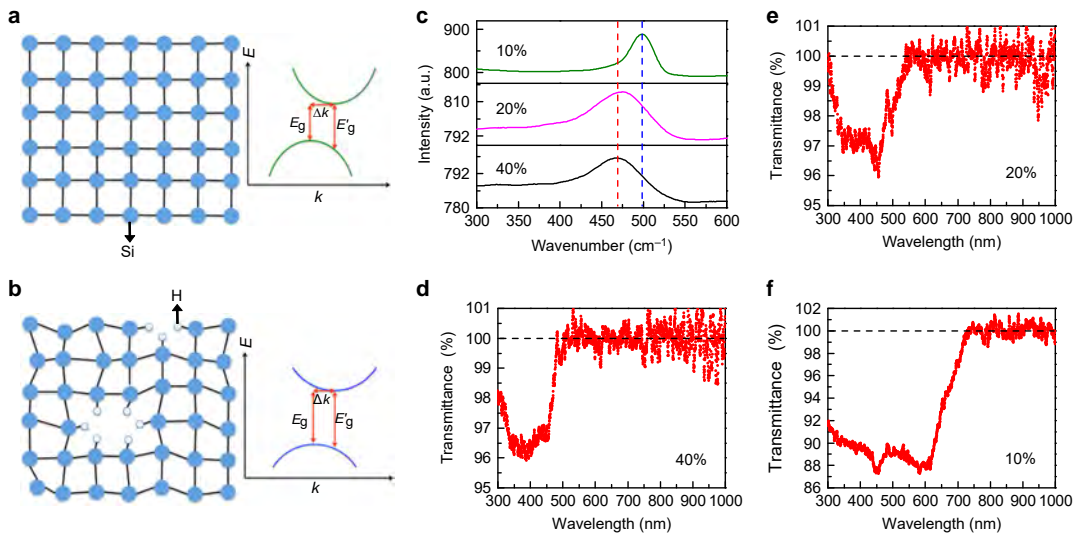 a
E
Δk
Eg
E′g
k
Si
b
H
E
Δk
Eg
E′g
k
c
Intensity (a.u.)
900
800
810
792
792
780
10%
20%
40%
300 350 400 450 500 550 600
Wavenumber (cm−1)
d
Transmittance (%)
101
100
99
98
97
96
95
40%
300 400 500 600 700 800 900 1000
Wavelength (nm)
e
Transmittance (%)
101
100
99
98
97
96
95
20%
300 400 500 600 700 800 900 1000
Wavelength (nm)
f
Transmittance (%)
102
100
98
96
94
92
90
88
86
10%
300 400 500 600 700 800 900 1000
Wavelength (nm)